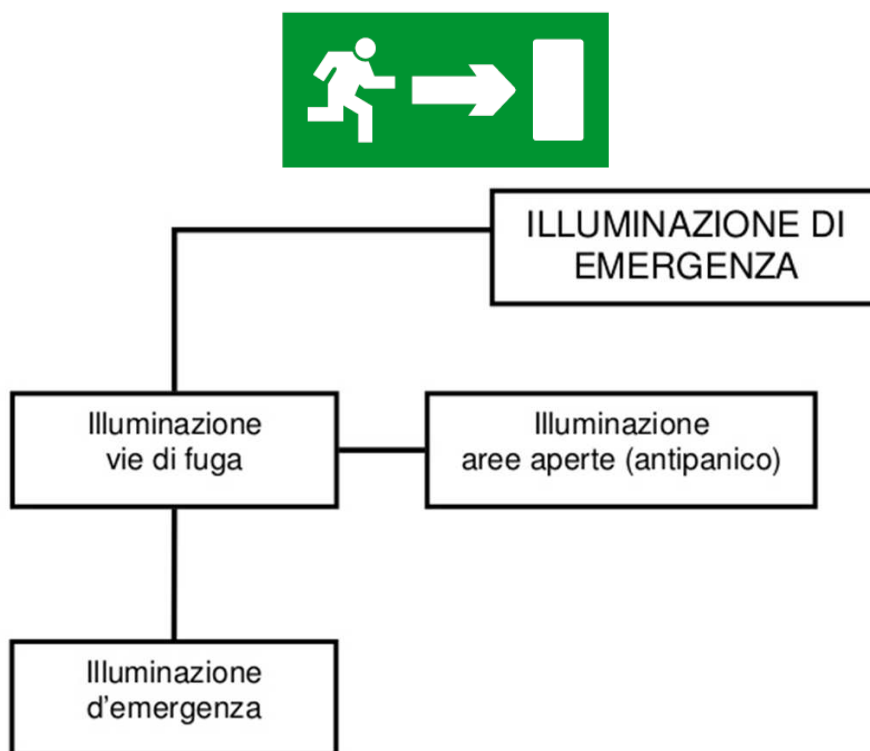 ILLUMINAZIONE DI
EMERGENZA
Illuminazione
vie di fuga
Illuminazione
aree aperte (antipanico)
Illuminazione
d'emergenza